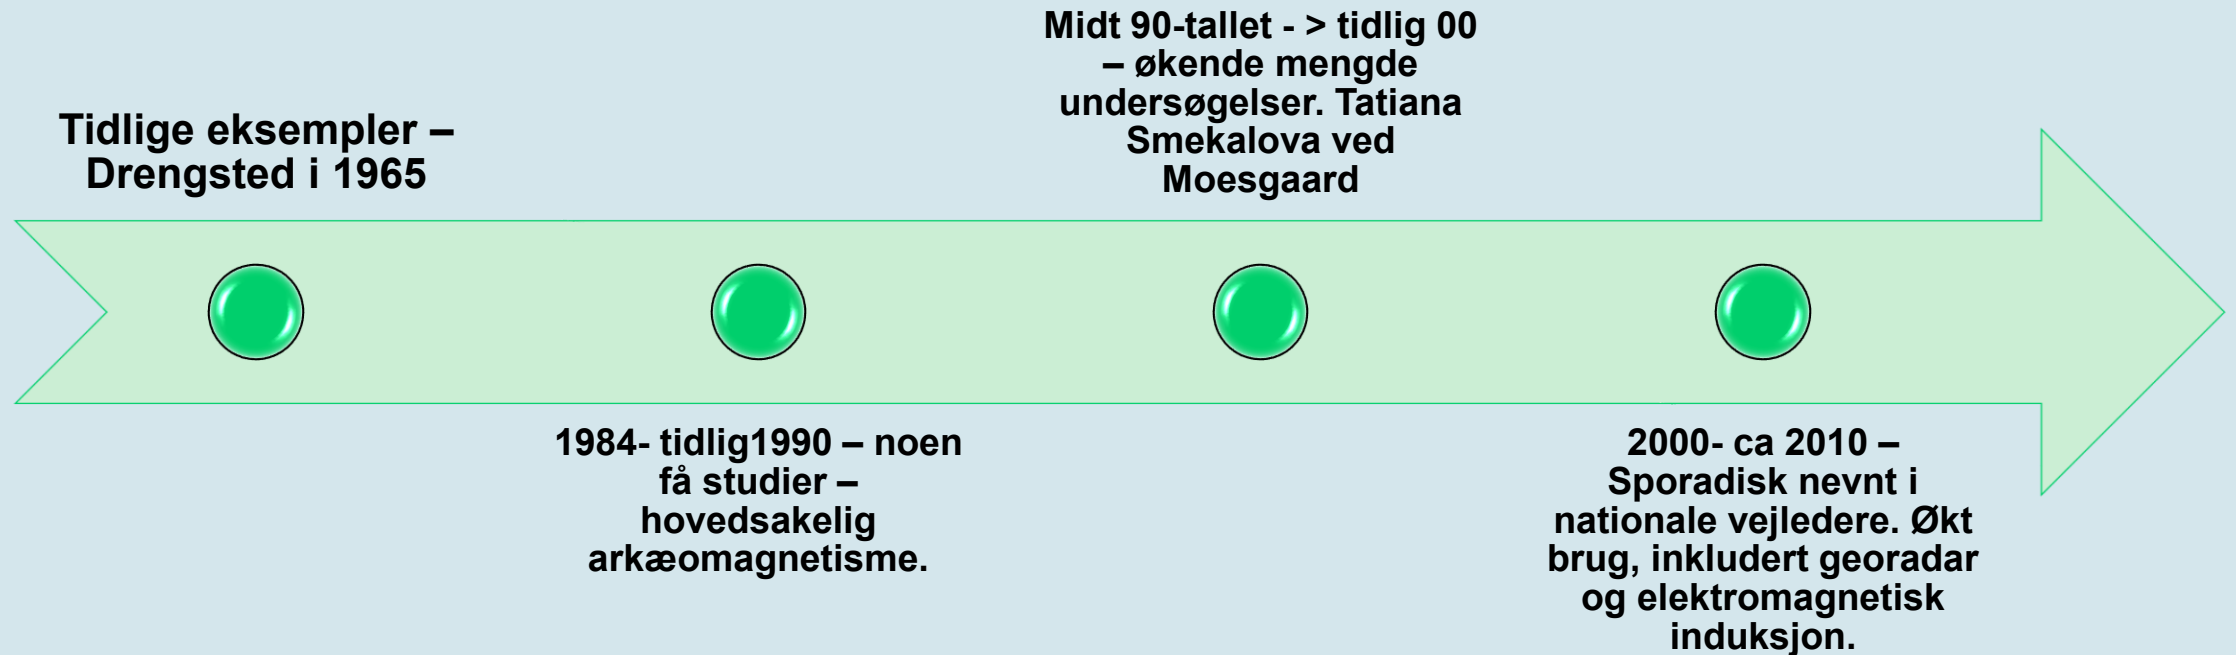 Tidlige eksempler –
Drengsted i 1965
1984- tidlig1990 – noen
få studier –
hovedsakelig
arkæomagnetisme.
Midt 90-tallet - > tidlig 00
– økende mengde
undersøgelser. Tatiana
Smekalova ved
Moesgaard
2000- ca 2010 –
Sporadisk nevnt i
nationale vejledere. Økt
brug, inkludert georadar
og elektromagnetisk
induksjon.